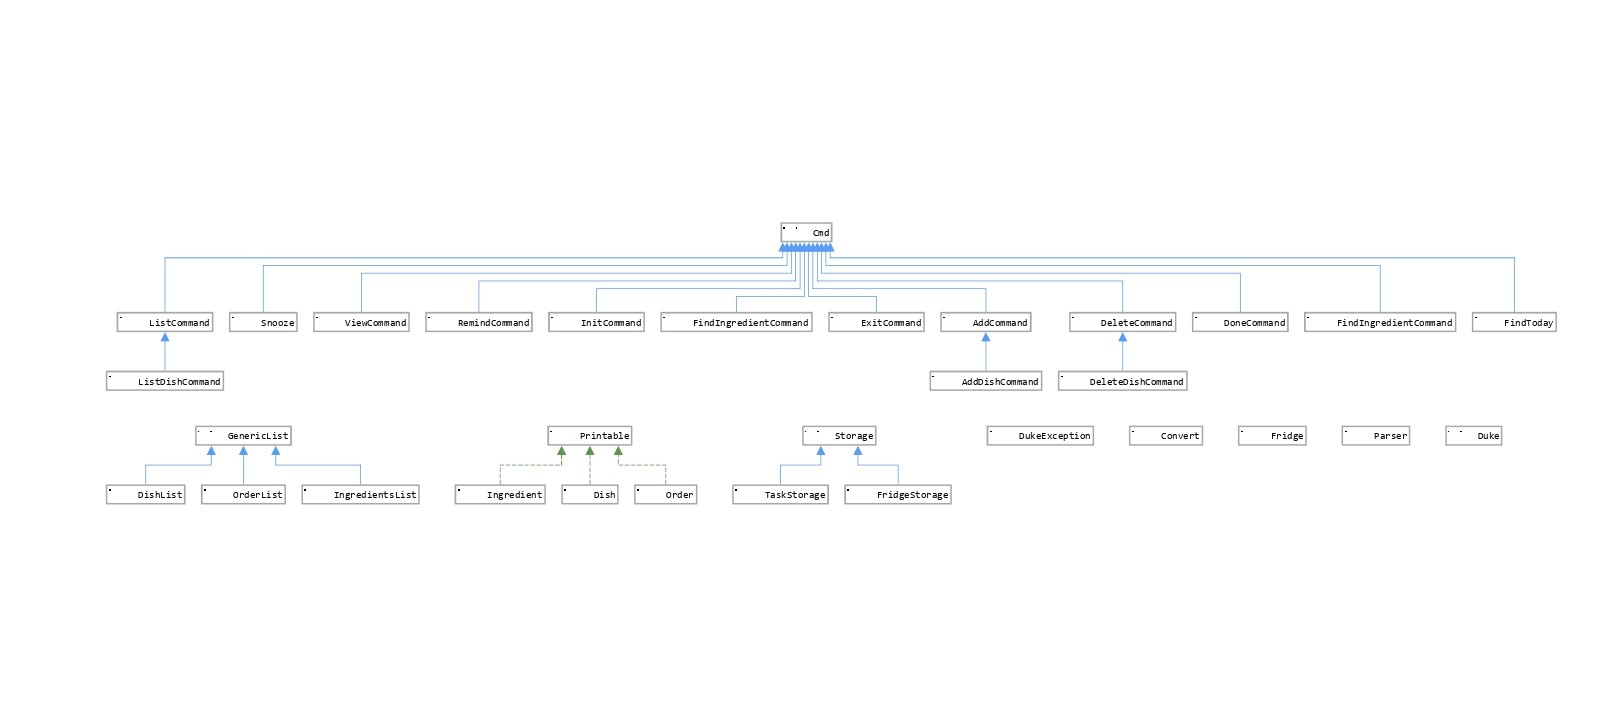 Cmd
ListCommand
Snooze
ViewCommand
RemindCommand
InitCommand
FindIngredientCommand
ExitCommand
AddCommand
DeleteCommand
DoneCommand
FindIngredientCommand
FindToday
ListDishCommand
AddDishCommand
DeleteDishCommand
GenericList
Printable
Storage
DukeException
Convert
Fridge
Parser
Duke
DishList
OrderList
IngredientsList
Ingredient
Dish
Order
TaskStorage
FridgeStorage